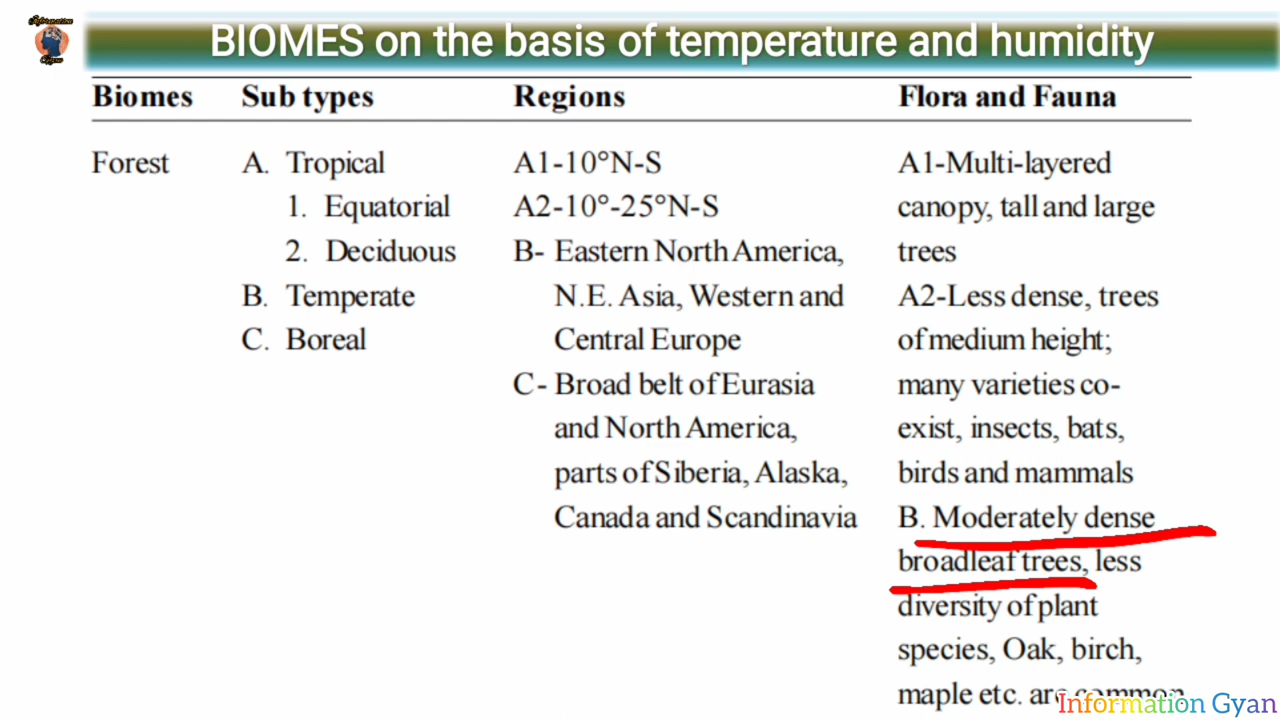 Information
Gyan
BIOMES on the basis of temperature and humidity
Biomes Sub types Regions Flora and Fauna
Forest A. Tropical A1-10°N-S A1-Multi-layered
1. Equatorial A2-10°-25°N-S canopy, tall and large
2. Deciduous B- Eastern North America, trees
B. Temperate N.E. Asia, Western and A2-Less dense, trees
C. Boreal Central Europe of medium height;
C- Broad belt of Eurasia many varieties co-
and North America, exist, insects, bats,
parts of Siberia, Alaska, birds and mammals
Canada and Scandinavia B. Moderately dense
broadleaf trees, less
diversity of plant
species, Oak, birch,
maple etc. are common
Information Gyan